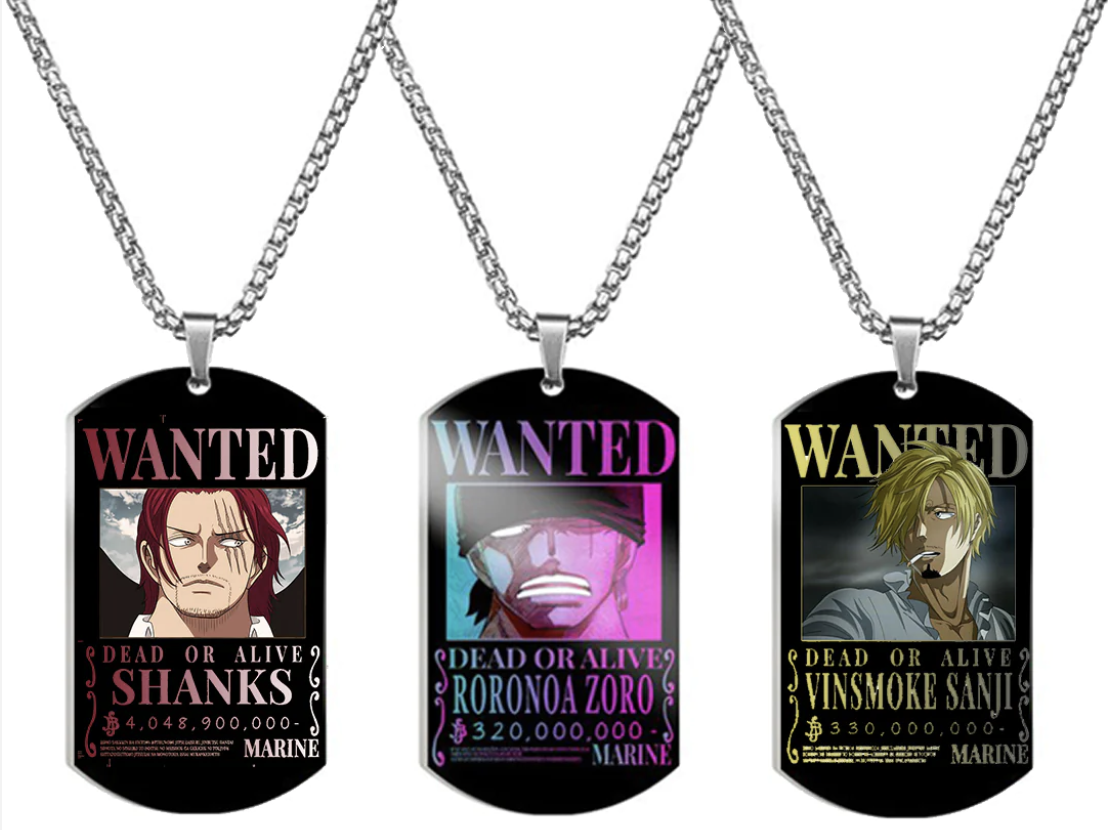 WANTED
DEAD OR ALIVE
SHANKS
฿4,048,900,000-
MARINE
WANTED
DEAD OR ALIVE
RORONOA ZORO
฿320,000,000-
MARINE
WANTED
DEAD OR ALIVE
VINSMOKE SANJI
฿330,000,000-
MARINE